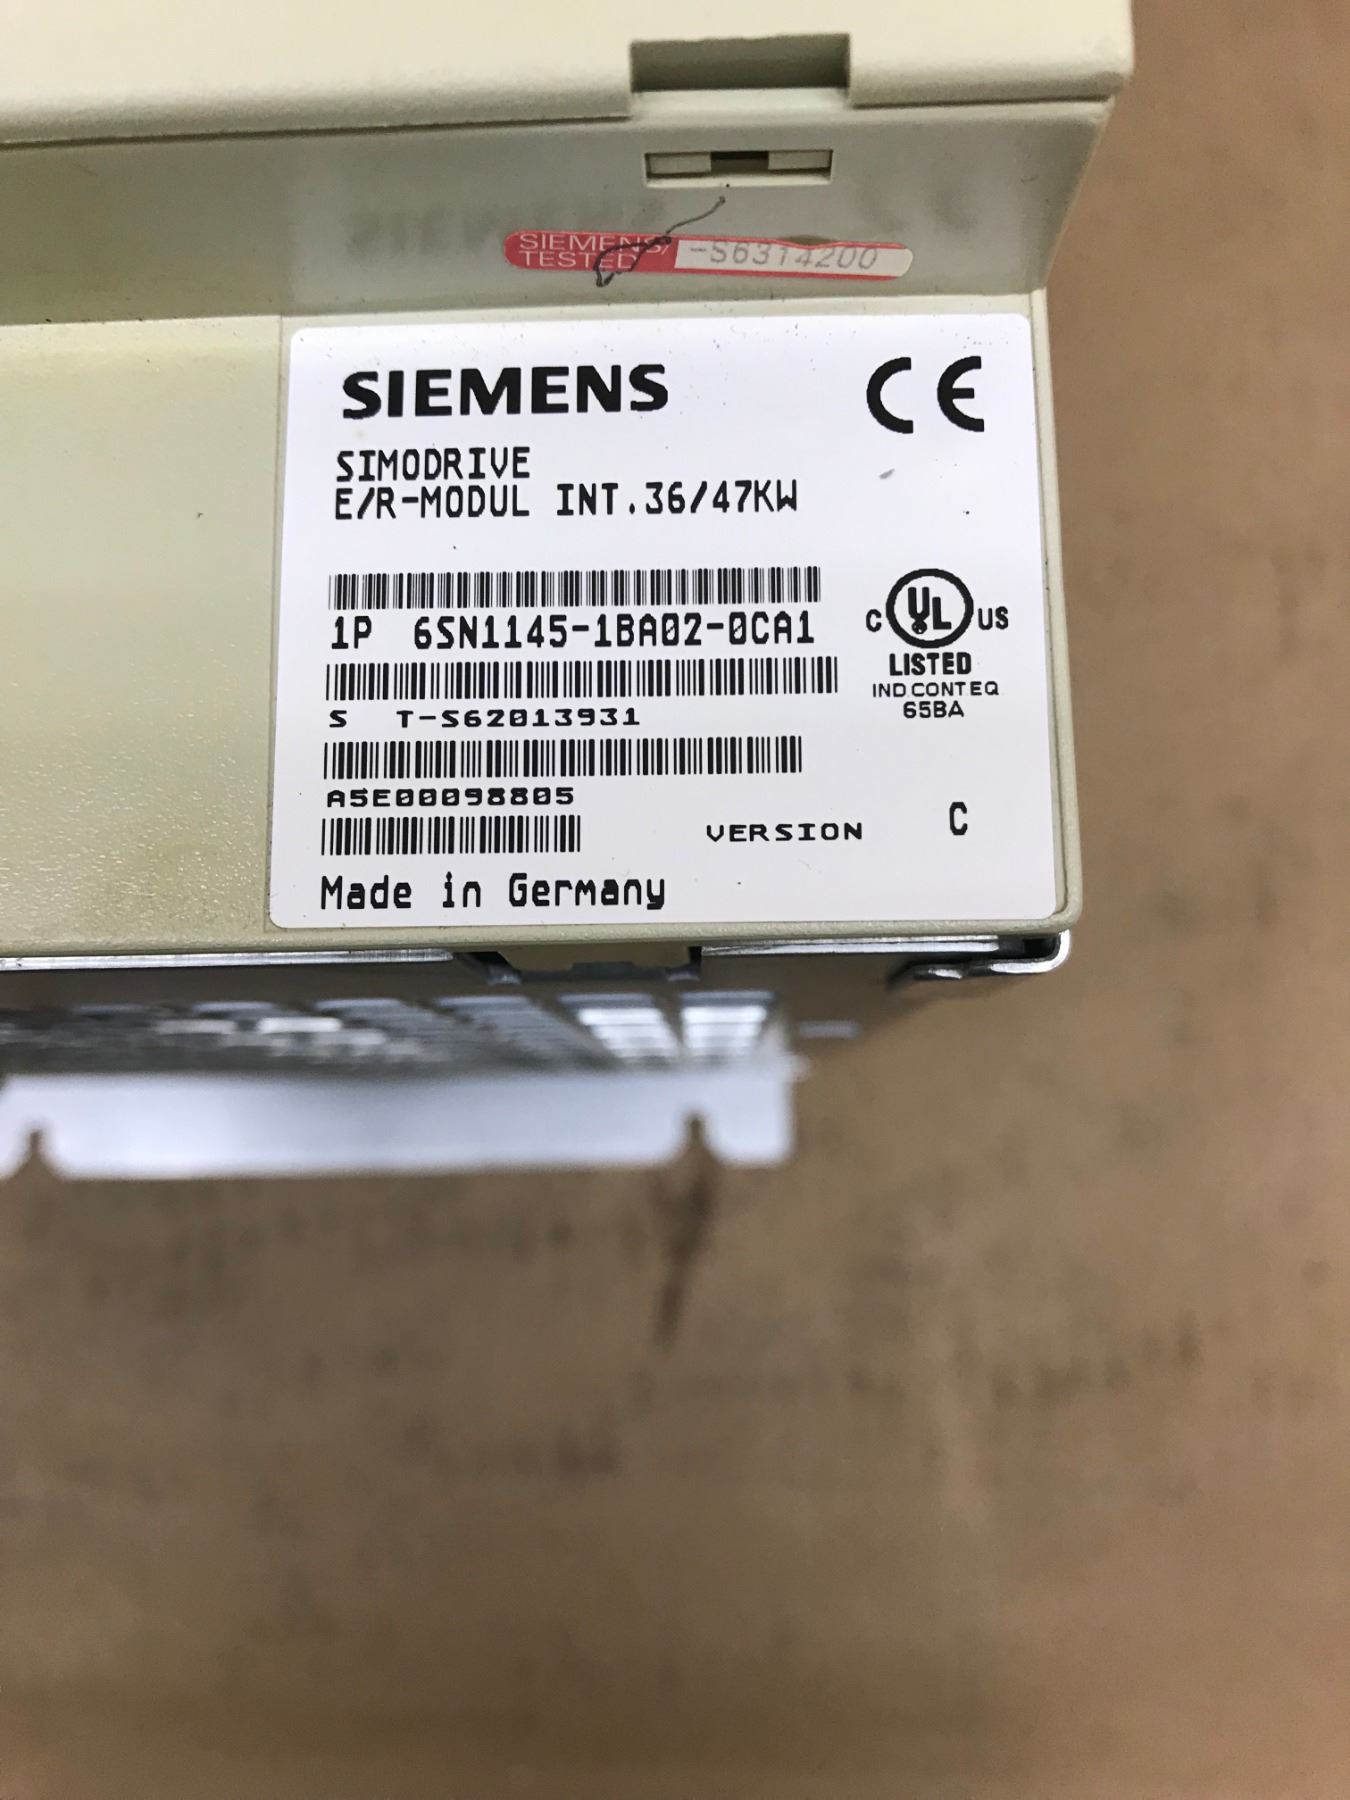 SIEMENS
TESTED
-S6314200
SIEMENS
CE
SIMODRIVE
E/R-MODUL INT.36/47KW
1P 6SN1145-1BA02-0CA1
C UL US
LISTED
IND.CONT.EQ
65BA
S T-S62013931
A5E00098805
VERSION C
Made in Germany